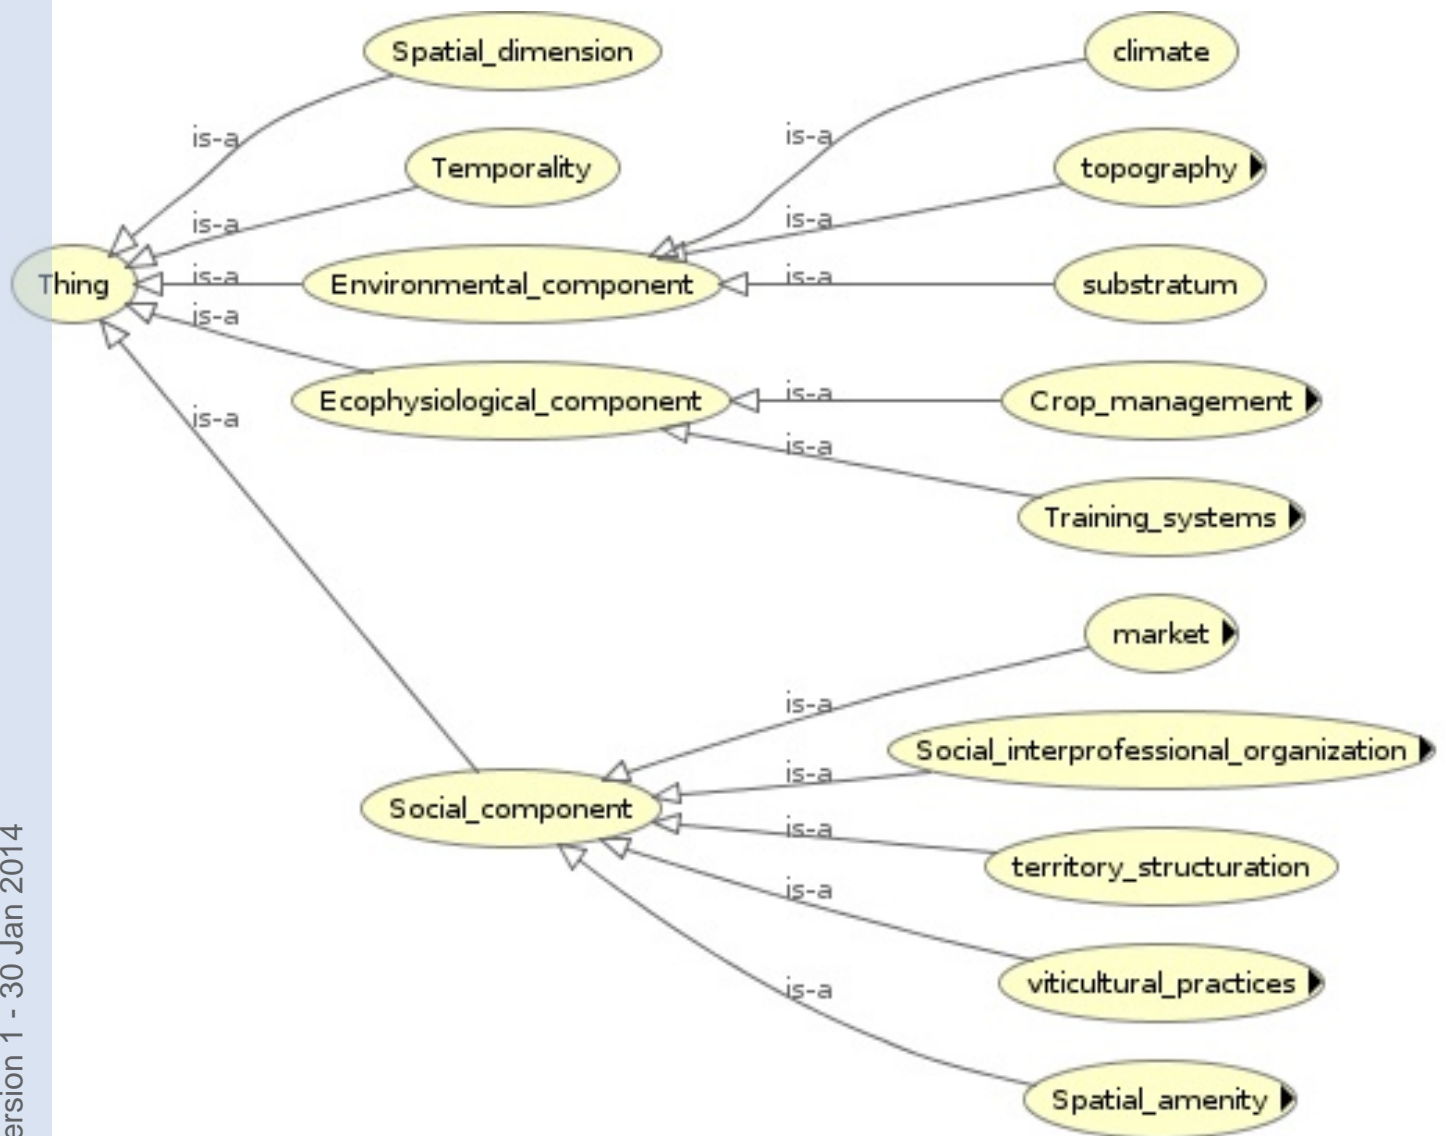 Spatial_dimension
climate
is-a
is-a
Temporality
topography
is-a
is-a
Thing
is-a
Environmental_component
is-a
substratum
is-a
Ecophysiological_component
is-a
Crop_management
is-a
is-a
Training_systems
market
is-a
Social_interprofessional_organization
is-a
Social_component
is-a
territory_structuration
is-a
viticultural_practices
is-a
Spatial_amenity
ersion 1 - 30 Jan 2014